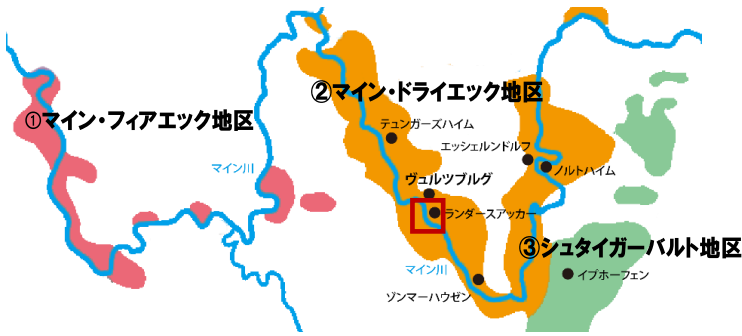 ②マイン・ドライエック地区
①マイン・フィアエック地区
テュンガーズハイム
エッシェルンドルフ
マイン川
ノルトハイム
ヴュルツブルグ
ランダースアッカー
③シュタイガーバルト地区
マイン川
イプホーフェン
ゾンマーハウゼン